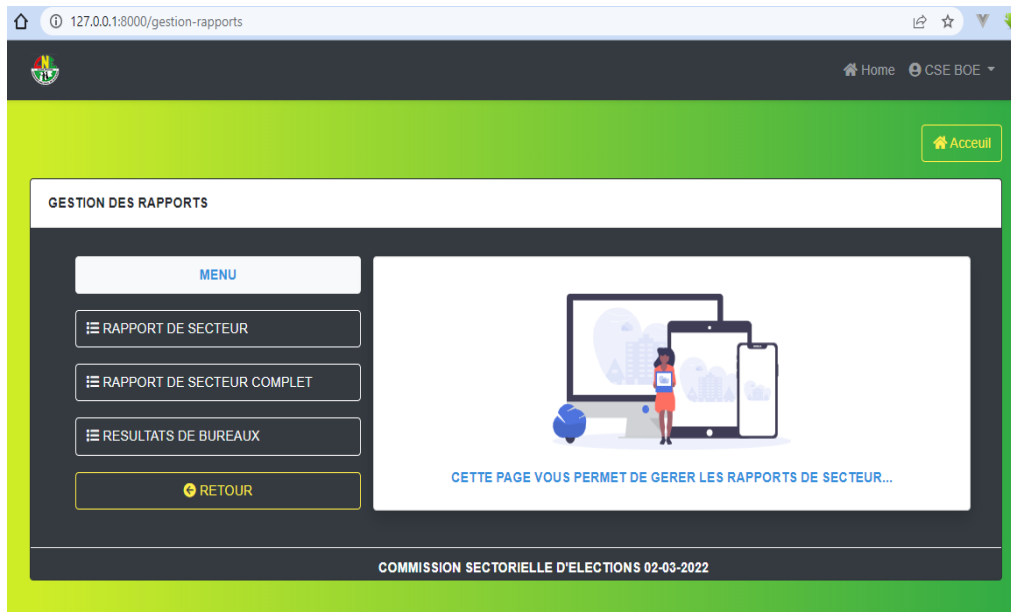 127.0.0.1:8000/gestion-rapports
Home CSE BOE
Acceuil
GESTION DES RAPPORTS
MENU
RAPPORT DE SECTEUR
RAPPORT DE SECTEUR COMPLET
RESULTATS DE BUREAUX
RETOUR
CETTE PAGE VOUS PERMET DE GERER LES RAPPORTS DE SECTEUR...
COMMISSION SECTORIELLE D'ELECTIONS 02-03-2022